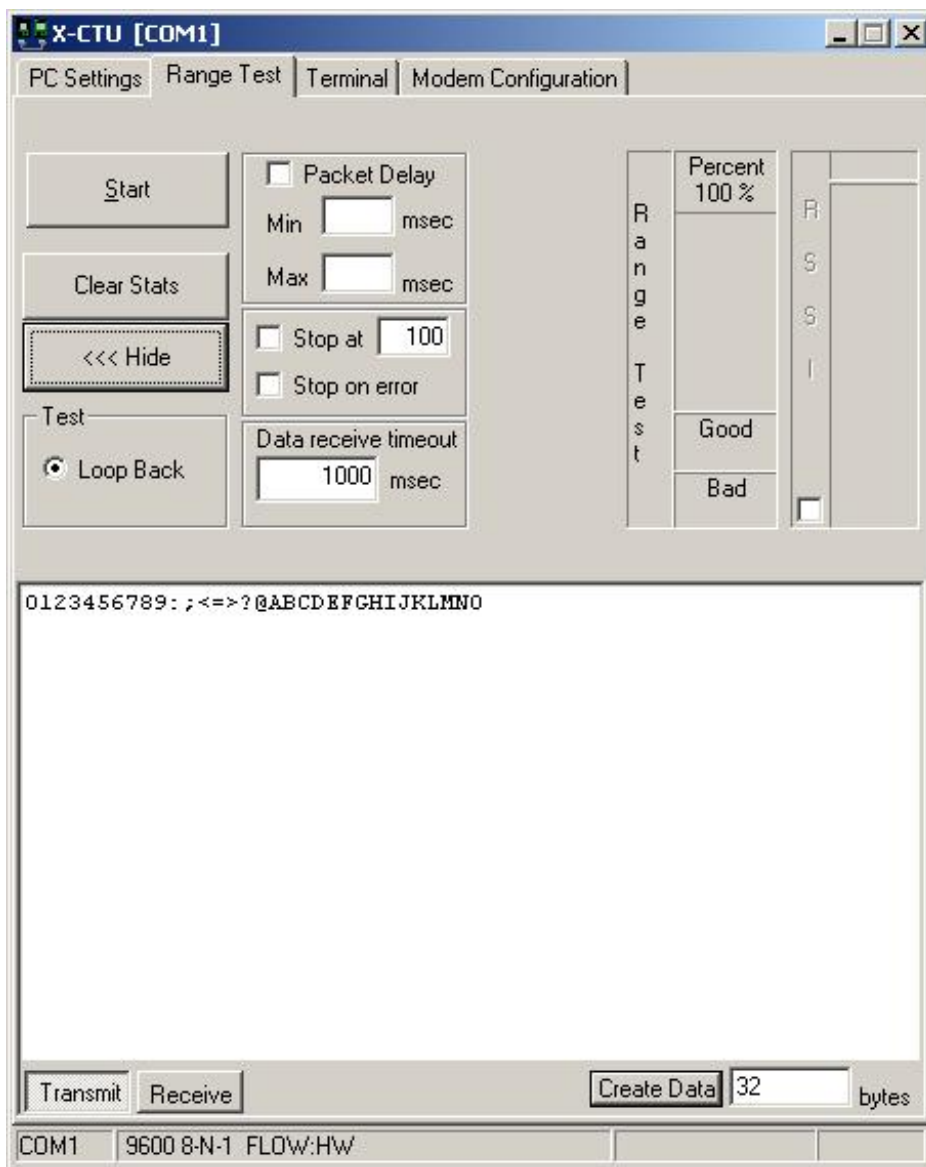 X-CTU [COM1]
PC Settings Range Test Terminal Modem Configuration
Start
Clear Stats
<<< Hide
Test
Loop Back
Packet Delay
Min msec
Max msec
Stop at 100
Stop on error
Data receive timeout
1000 msec
Range Test
Percent
100 %
Good
Bad
RSSI
0123456789:;<=>?@ABCDEFGHIJKLMNO
Transmit Receive Create Data 32 bytes
COM1 9600 8-N-1 FLOW:HW